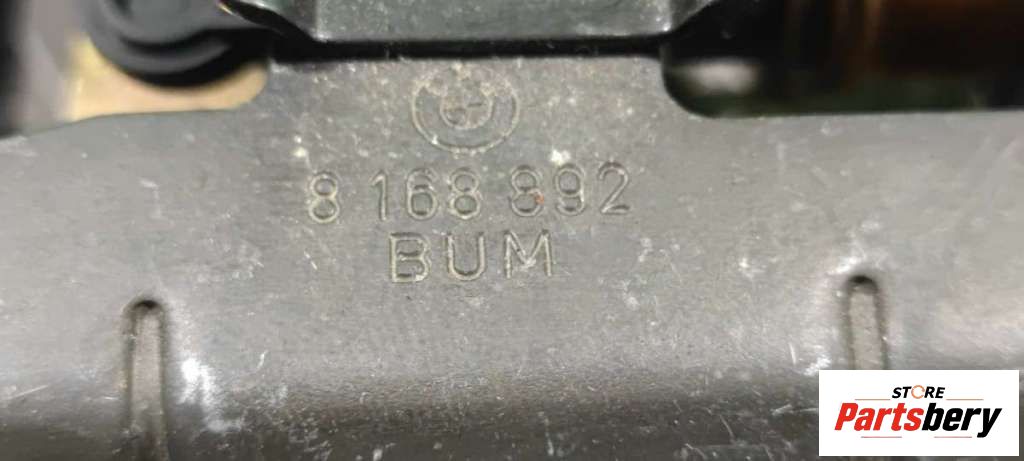 8 168 892
BUM
STORE
Partsbery